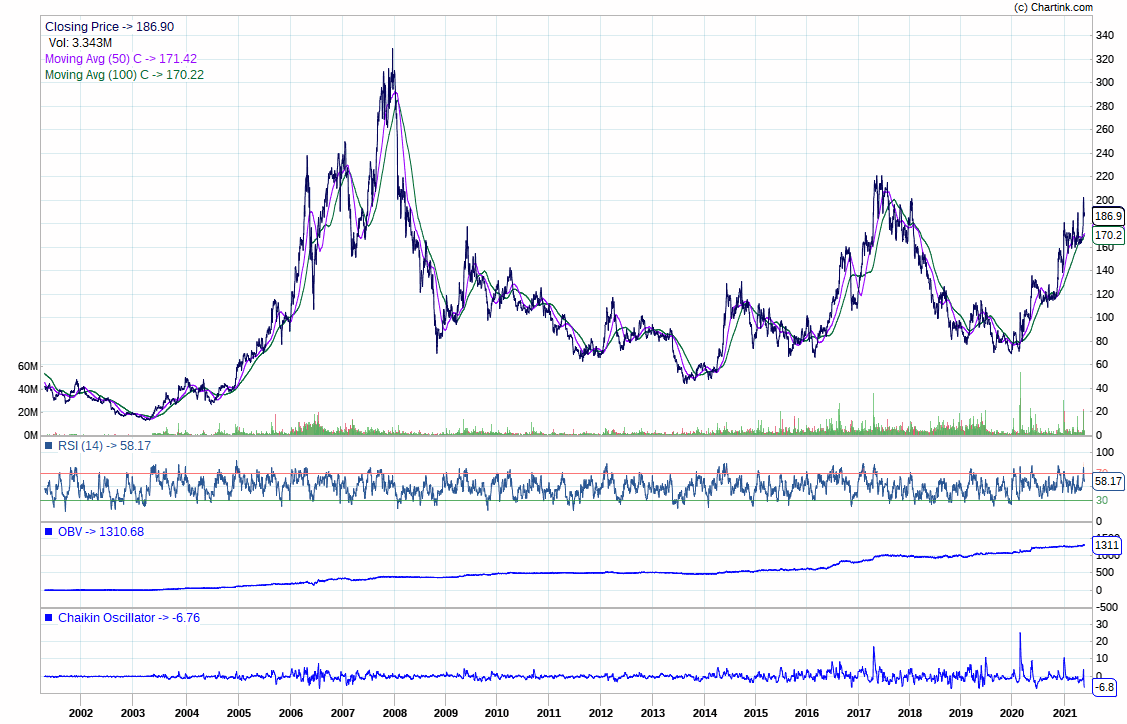 (c) Chartink.com
Closing Price -> 186.90
Vol: 3.343M
Moving Avg (50) C -> 171.42
Moving Avg (100) C -> 170.22
340
320
300
280
260
240
220
200
186.9
170.2
160
140
120
100
80
60
40
20
0
60M
40M
20M
0M
RSI (14) -> 58.17
100
70
58.17
30
0
OBV -> 1310.68
1500
1311
1000
500
0
-500
Chaikin Oscillator -> -6.76
30
20
10
0
-6.8
2002 2003 2004 2005 2006 2007 2008 2009 2010 2011 2012 2013 2014 2015 2016 2017 2018 2019 2020 2021